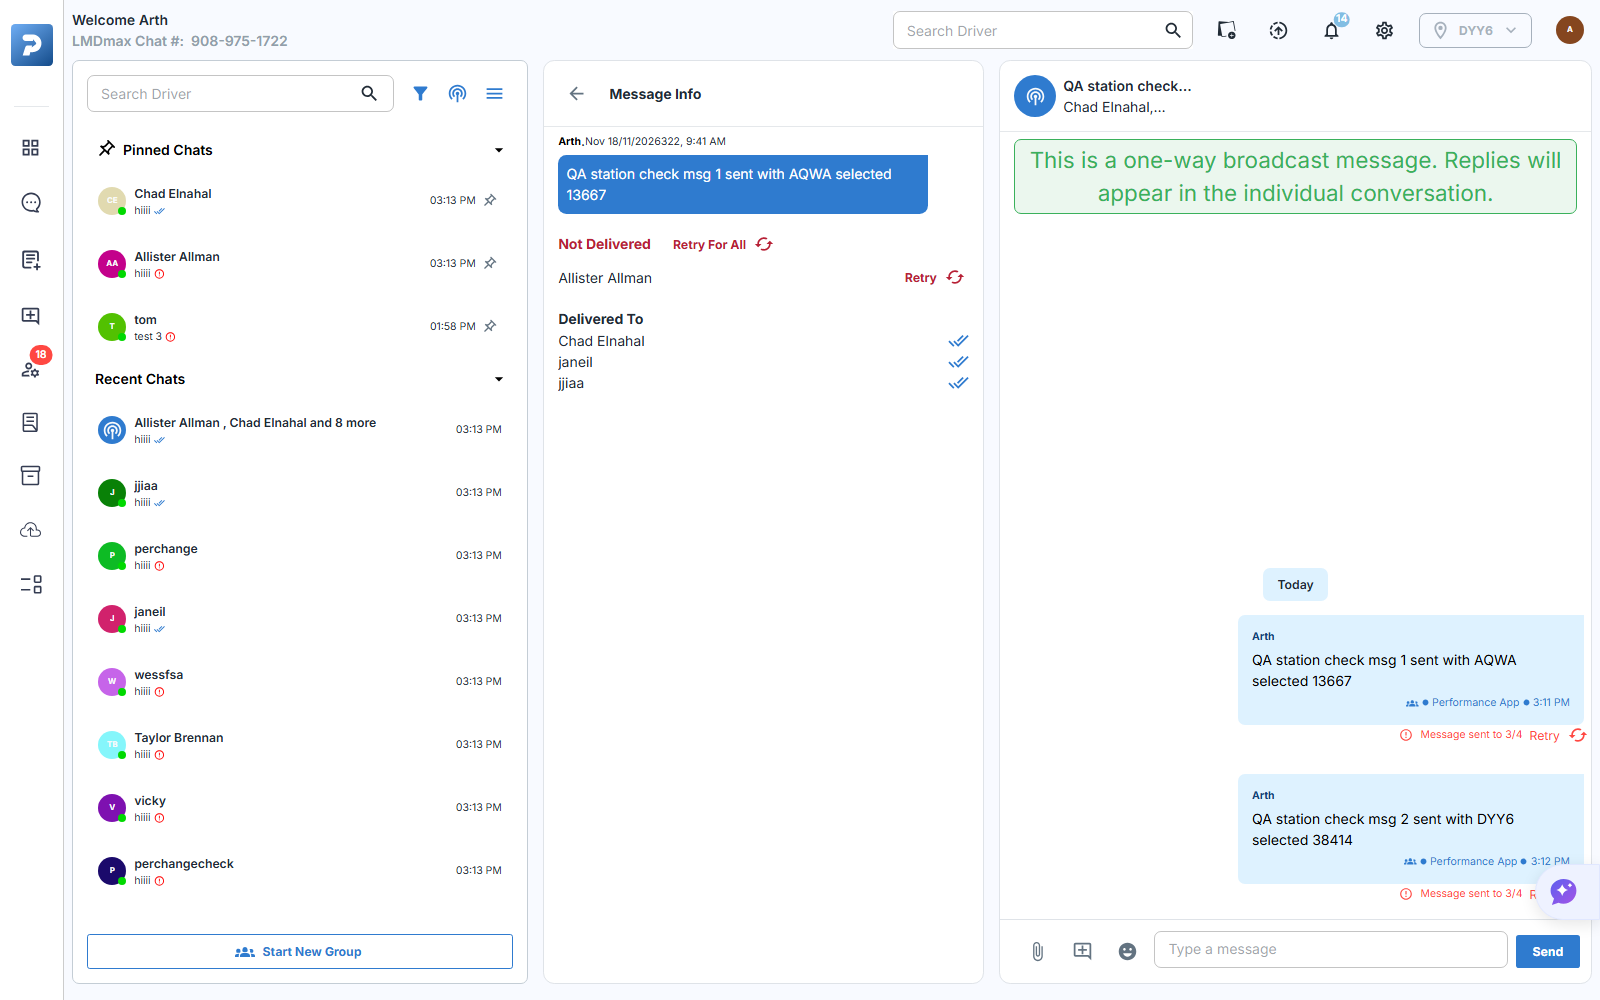 Welcome Arth
LMDmax Chat #: 908-975-1722
Search Driver
14
DYY6
A
Search Driver
Pinned Chats
CE
Chad Elnahal
hiiii
03:13 PM
AA
Allister Allman
hiiii
03:13 PM
T
tom
test 3
01:58 PM
Recent Chats
Allister Allman , Chad Elnahal and 8 more
hiiii
03:13 PM
J
jjiaa
hiiii
03:13 PM
P
perchange
hiiii
03:13 PM
J
janeil
hiiii
03:13 PM
W
wessfsa
hiiii
03:13 PM
TB
Taylor Brennan
hiiii
03:13 PM
V
vicky
hiiii
03:13 PM
P
perchangecheck
hiiii
03:13 PM
Start New Group
18
Message Info
Arth,Nov 18/11/2026322, 9:41 AM
QA station check msg 1 sent with AQWA selected
13667
Not Delivered Retry For All
Allister Allman Retry
Delivered To
Chad Elnahal
janeil
jjiaa
QA station check...
Chad Elnahal,...
This is a one-way broadcast message. Replies will
appear in the individual conversation.
Today
Arth
QA station check msg 1 sent with AQWA
selected 13667
Performance App 3:11 PM
Message sent to 3/4 Retry
Arth
QA station check msg 2 sent with DYY6
selected 38414
Performance App 3:12 PM
Message sent to 3/4
Type a message
Send